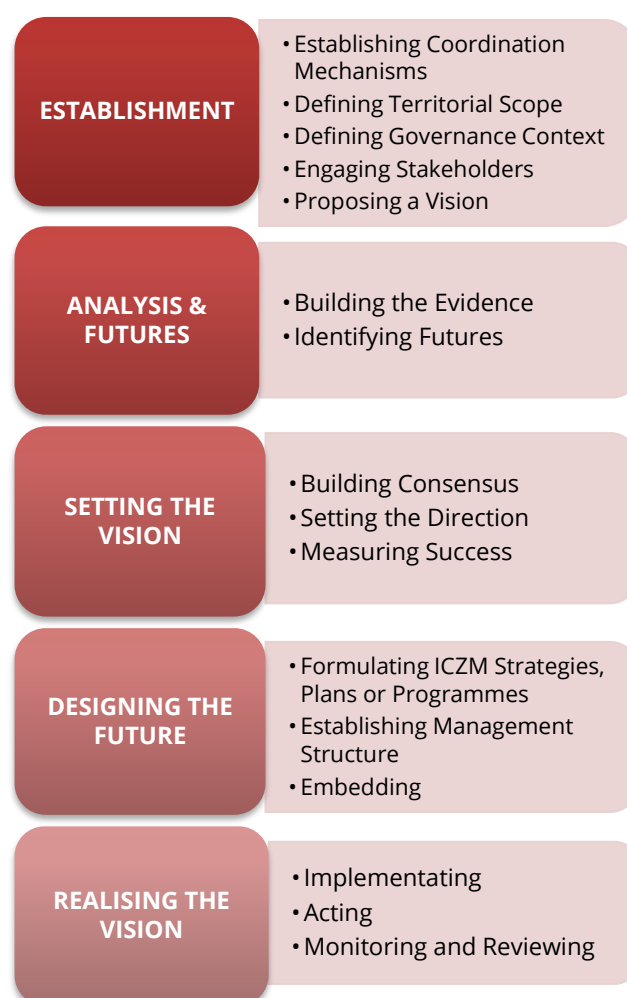 ESTABLISHMENT
•Establishing Coordination
Mechanisms
•Defining Territorial Scope
•Defining Governance Context
•Engaging Stakeholders
•Proposing a Vision
ANALYSIS &
FUTURES
•Building the Evidence
•Identifying Futures
SETTING THE
VISION
•Building Consensus
•Setting the Direction
•Measuring Success
DESIGNING THE
FUTURE
•Formulating ICZM Strategies,
Plans or Programmes
•Establishing Management
Structure
•Embedding
REALISING THE
VISION
•Implementating
•Acting
•Monitoring and Reviewing